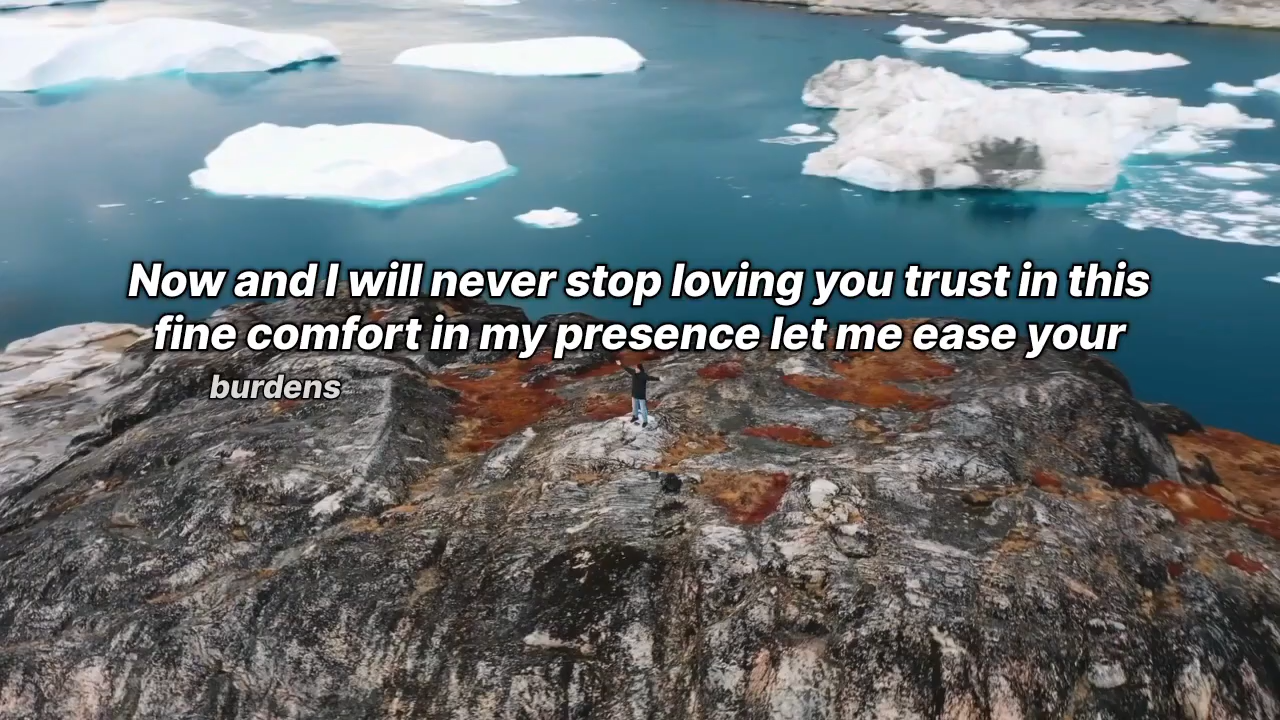 Now and I will never stop loving you trust in this
fine comfort in my presence let me ease your
burdens